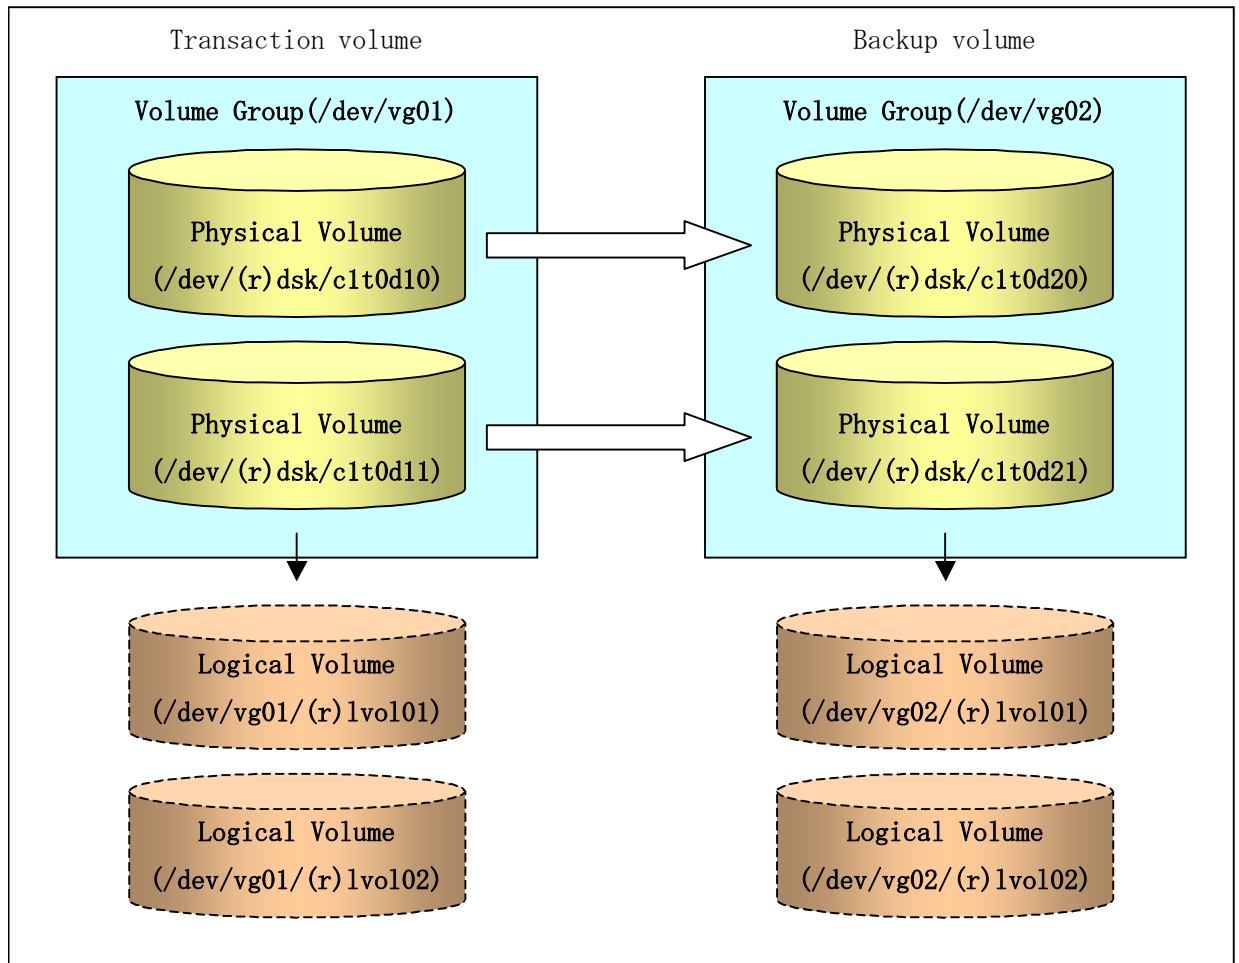 Transaction volume
Backup volume
Volume Group(/dev/vg01)
Physical Volume
(/dev/(r)dsk/c1t0d10)
Physical Volume
(/dev/(r)dsk/c1t0d11)
Logical Volume
(/dev/vg01/(r)lvol01)
Logical Volume
(/dev/vg01/(r)lvol02)
Volume Group(/dev/vg02)
Physical Volume
(/dev/(r)dsk/c1t0d20)
Physical Volume
(/dev/(r)dsk/c1t0d21)
Logical Volume
(/dev/vg02/(r)lvol01)
Logical Volume
(/dev/vg02/(r)lvol02)